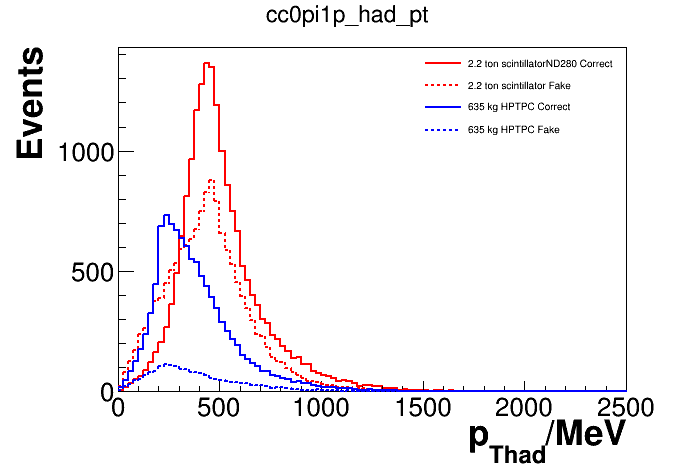 cc0pi1p_had_pt
Events
2.2 ton scintillatorND280 Correct
2.2 ton scintillator Fake
635 kg HPTPC Correct
635 kg HPTPC Fake
1000
500
0
0 500 1000 1500 2000 2500
pThad/MeV